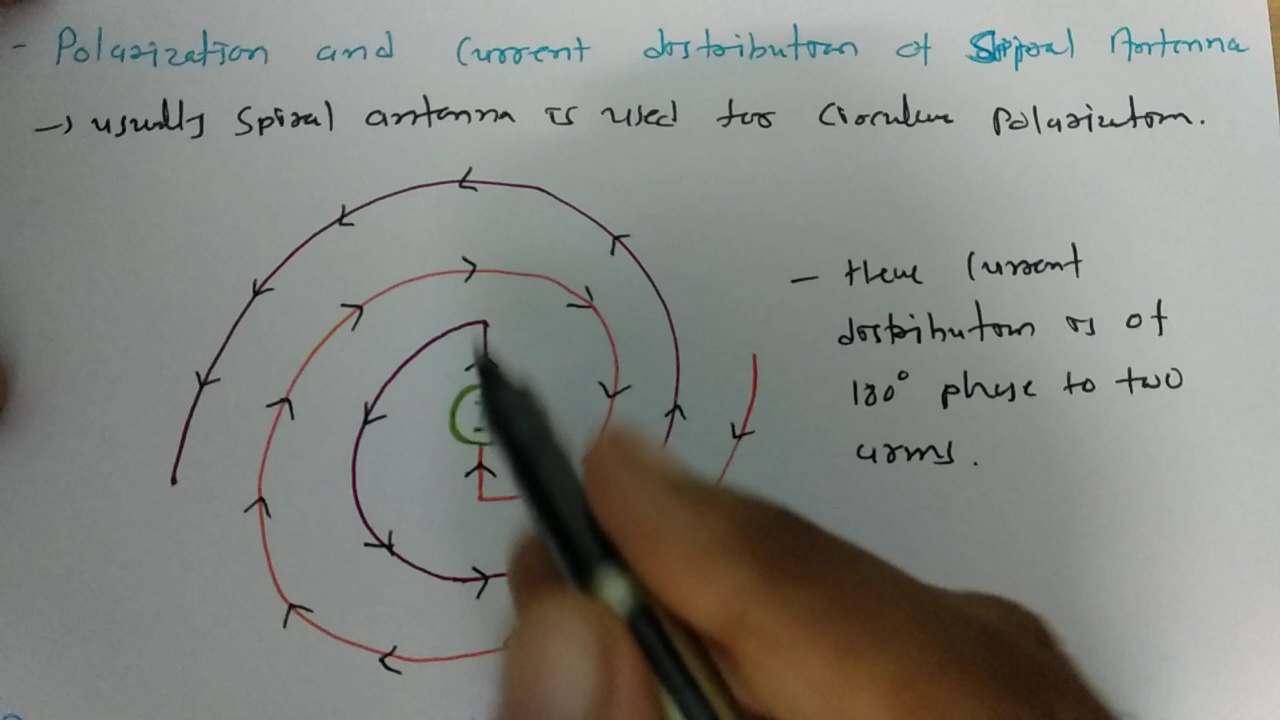 - Polarization and Current distribution of Spiral Antenna
→ usually Spiral antenna is used for Circular Polarization.
- Here Current
distribution is of
180° phase to two
arms.